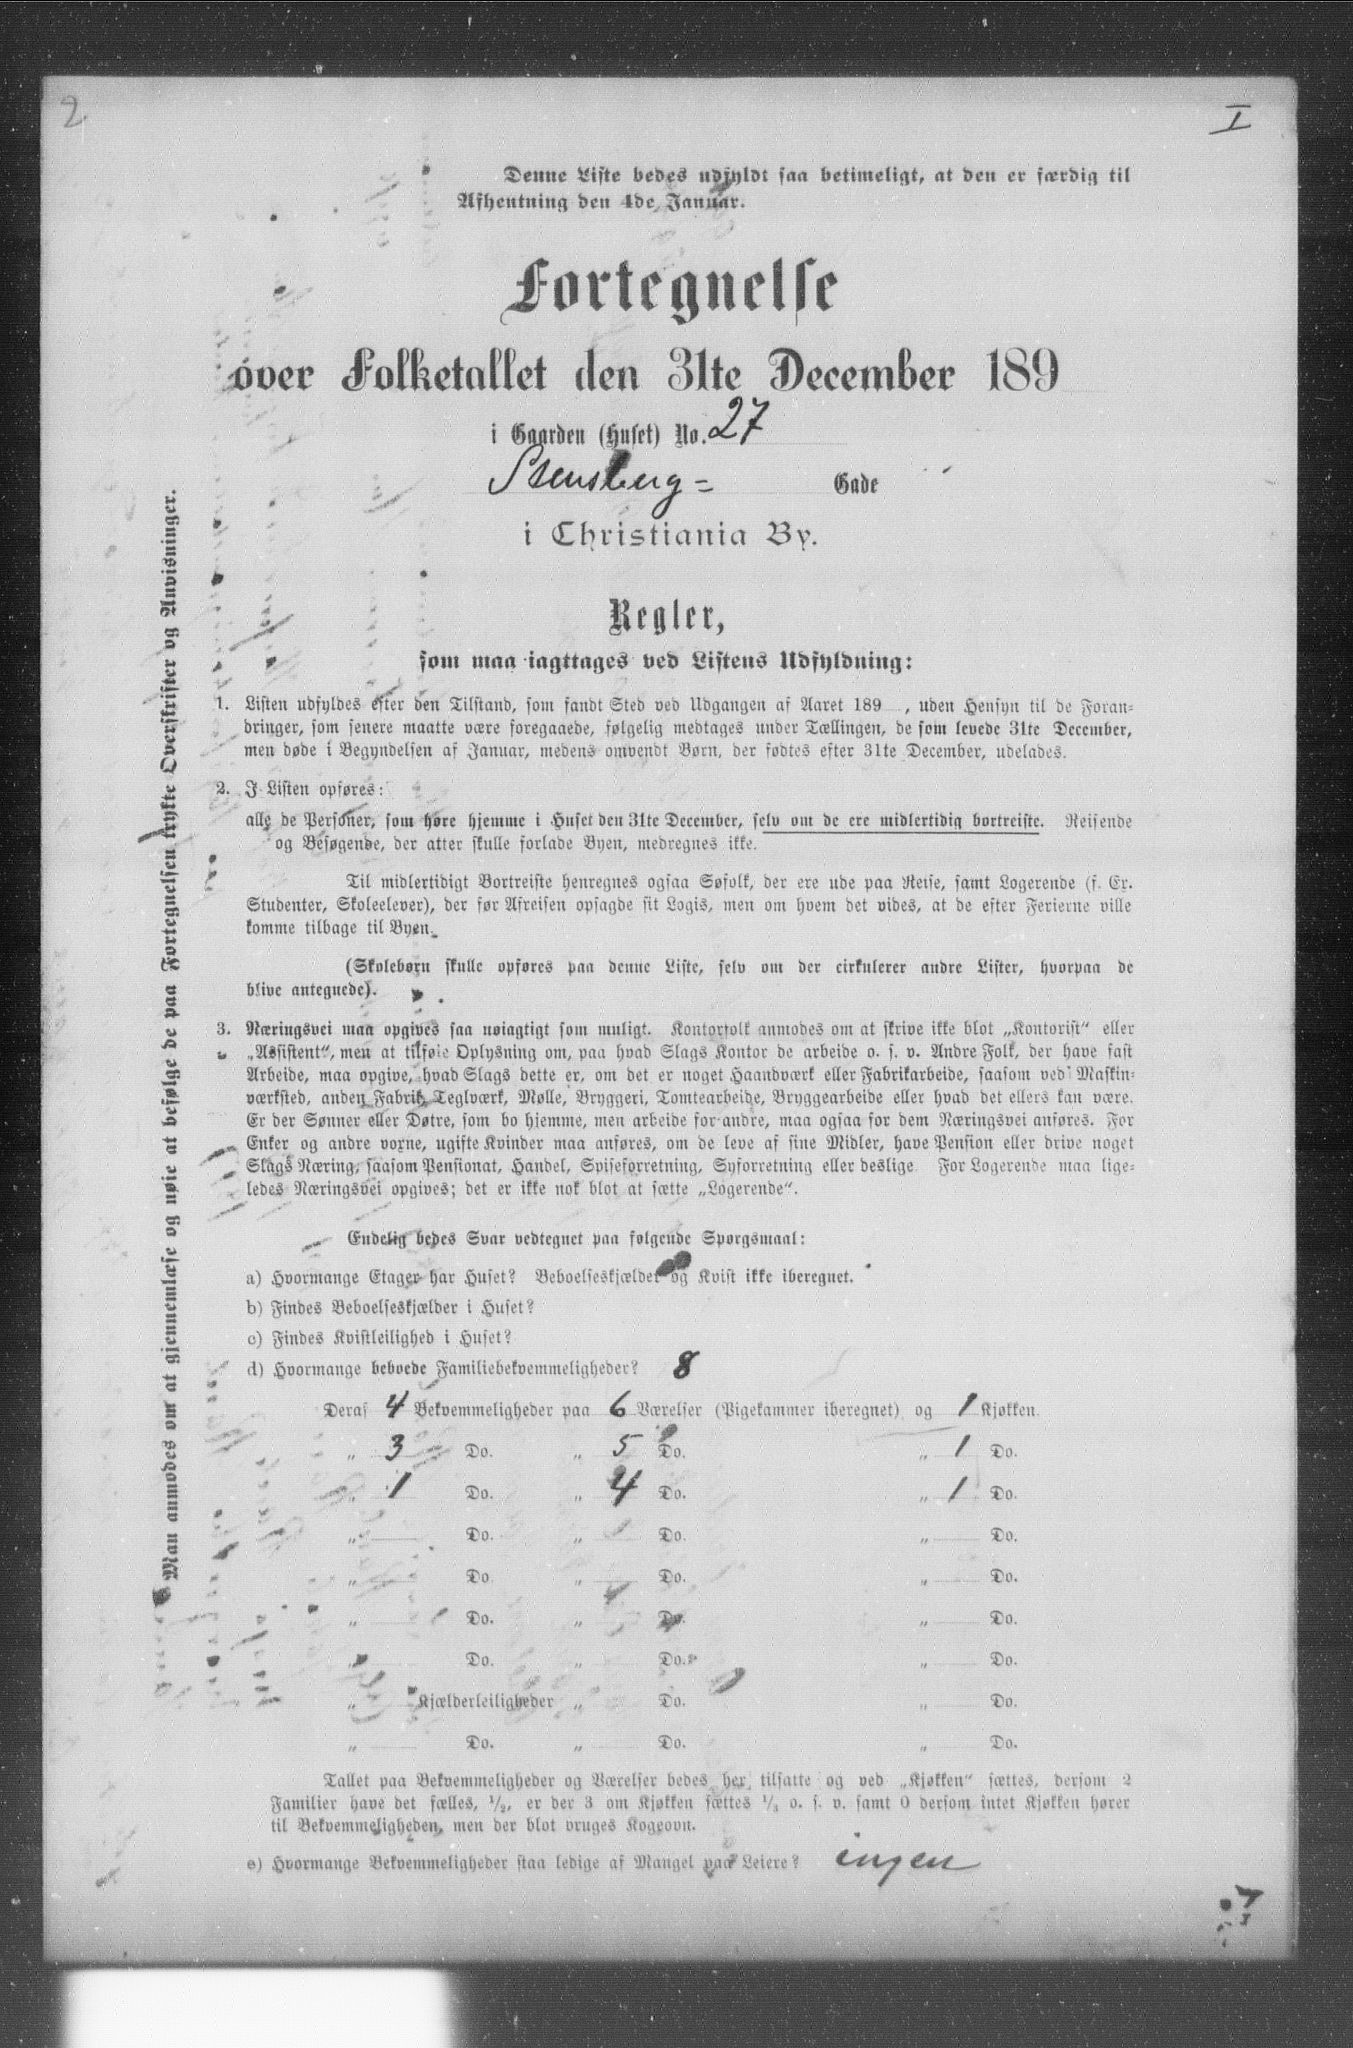 2
I
Denne Liste bedes udfyldt saa betimeligt, at den er færdig til
Afhentning den 4de Januar.
Fortegnelse
over Folketallet den 31te December 189
i Gaarden (Huset) No. 27
Stensberg= Gade
i Christiania By.
Regler,
som maa iagttages ved Listens Udfyldning:
1. Listen udfyldes efter den Tilstand, som fandt Sted ved Udgangen af Aaret 189 , uden Hensyn til de Foran-
dringer, som senere maatte være foregaaede, følgelig medtages under Tællingen, de som levede 31te December,
men døde i Begyndelsen af Januar, medens omvendt Børn, der fødtes efter 31te December, udelades.
2. I Listen opføres:
alle de Personer, som høre hjemme i Huset den 31te December, selv om de ere midlertidig bortreiste. Reisende
og Besøgende, der atter skulle forlade Byen, medregnes ikke.
Til midlertidigt Bortreiste henregnes ogsaa Søfolk, der ere ude paa Reise, samt Logerende (f. Ex.
Studenter, Skoleelever), der før Afreisen opsagde sit Logis, men om hvem det vides, at de efter Ferierne ville
komme tilbage til Byen.
(Skolebørn skulle opføres paa denne Liste, selv om der cirkulerer andre Lister, hvorpaa de
blive antegnede).
3. Næringsvei maa opgives saa nøiagtigt som muligt. Kontorfolk anmodes om at skrive ikke blot „Kontorist" eller
„Assistent", men at tilføie Oplysning om, paa hvad Slags Kontor de arbeide o. s. v. Andre Folk, der have fast
Arbeide, maa opgive, hvad Slags dette er, om det er noget Haandværk eller Fabrikarbeide, saasom ved Maskin-
værksted, anden Fabrik, Teglværk, Mølle, Bryggeri, Tomtearbeide, Bryggearbeide eller hvad det ellers kan være.
Er der Sønner eller Døtre, som bo hjemme, men arbeide for andre, maa ogsaa for dem Næringsvei anføres. For
Enker og andre voxne, ugifte Kvinder maa anføres, om de leve af sine Midler, have Pension eller drive noget
Slags Næring, saasom Pensionat, Handel, Spiseforretning, Syforretning eller deslige. For Logerende maa lige-
ledes Næringsvei opgives; det er ikke nok blot at sætte „Logerende".
Endelig bedes Svar vedtegnet paa følgende Spørgsmaal:
a) Hvormange Etager har Huset? Beboelseskjælder og Kvist ikke iberegnet.
b) Findes Beboelseskjælder i Huset?
c) Findes Kvistleilighed i Huset?
d) Hvormange beboede Familiebekvemmeligheder? 8
Deraf 4 Bekvemmeligheder paa 6 Værelser (Pigekammer iberegnet) og 1 Kjøkken.
„ 3 Do. „ 5 Do. „ 1 Do.
„ 1 Do. „ 4 Do. „ 1 Do.
„ Do. „ Do. „ Do.
„ Do „ Do. „ Do.
„ Do. „ Do. „ Do.
„ Do. „ Do. „ Do.
„ Kjælderleiligheder „ Do. „ Do.
„ Do. „ Do. „ Do.
Tallet paa Bekvemmeligheder og Værelser bedes her tilsatte og ved „Kjøkken" sættes, dersom 2
Familier have det fælles, 1/2, er der 3 om Kjøkken sættes 1/3 o. s. v. samt 0 dersom intet Kjøkken hører
til Bekvemmeligheden, men der blot bruges Kogeovn.
e) Hvormange Bekvemmeligheder staa ledige af Mangel paa Leiere? ingen
Man anmodes om at gjennemlæse og nøie at befølge de paa Fortegnelsen trykte Overskrifter og Anvisninger.